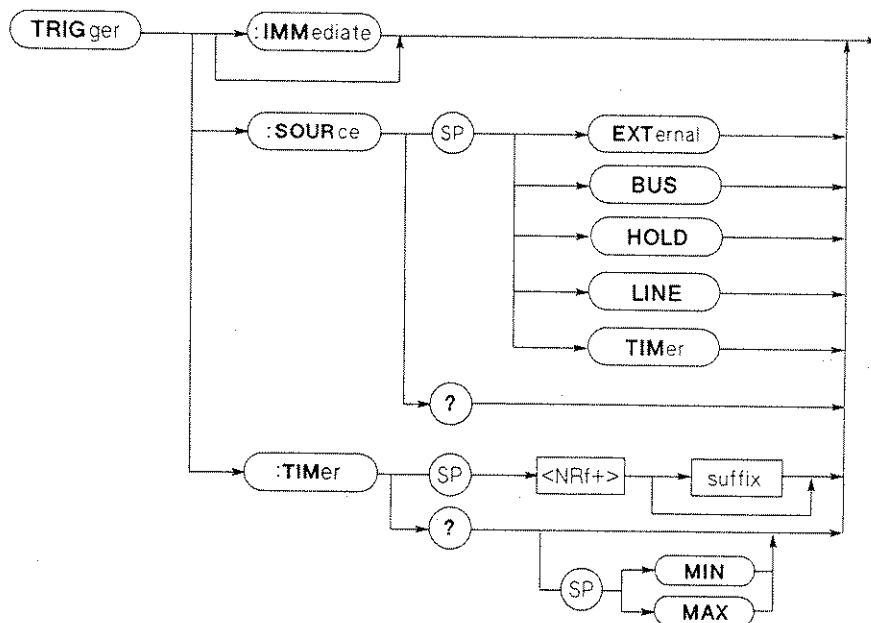 TRIGger
:IMMediate
:SOURce
SP
EXTernal
BUS
HOLD
LINE
TIMer
?
:TIMer
SP
<NRf+>
suffix
?
SP
MIN
MAX